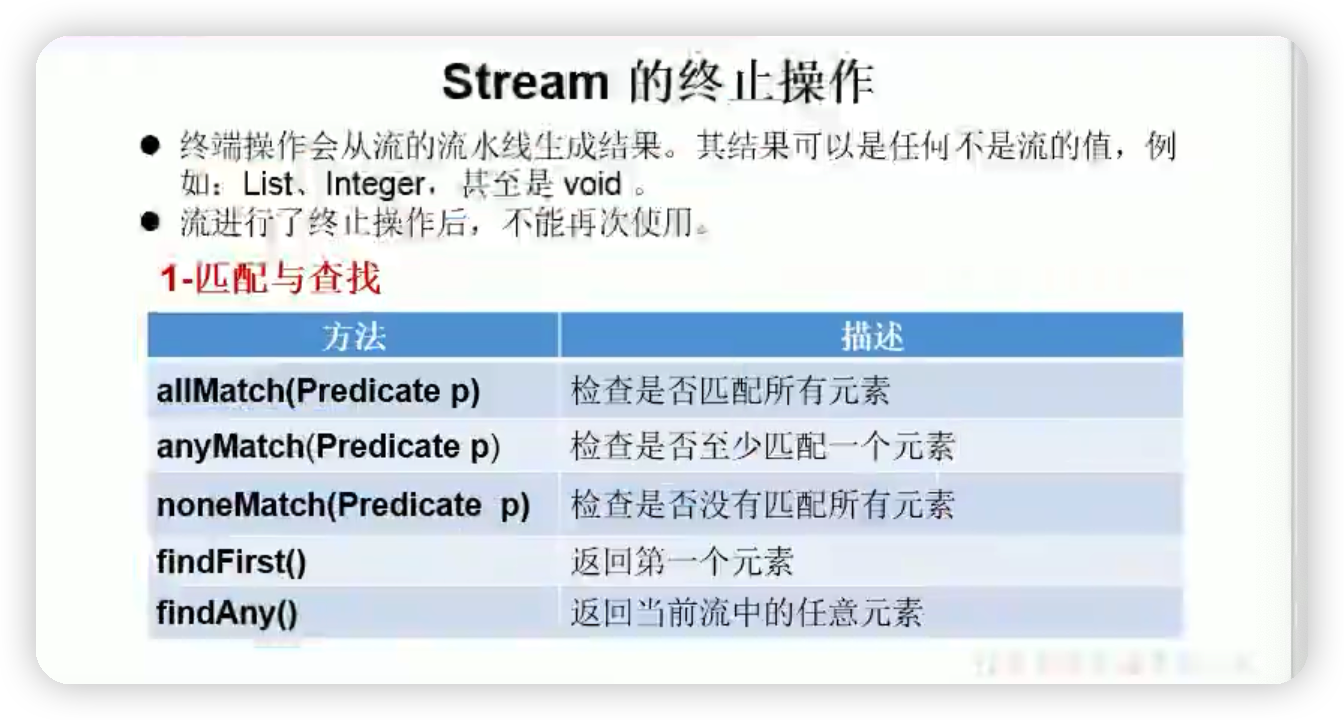 Stream 的终止操作
● 终端操作会从流的流水线生成结果。其结果可以是任何不是流的值，例
如：List、Integer，甚至是 void 。
● 流进行了终止操作后，不能再次使用。
1-匹配与查找
方法 描述
allMatch(Predicate p) 检查是否匹配所有元素
anyMatch(Predicate p) 检查是否至少匹配一个元素
noneMatch(Predicate  p) 检查是否没有匹配所有元素
findFirst() 返回第一个元素
findAny() 返回当前流中的任意元素